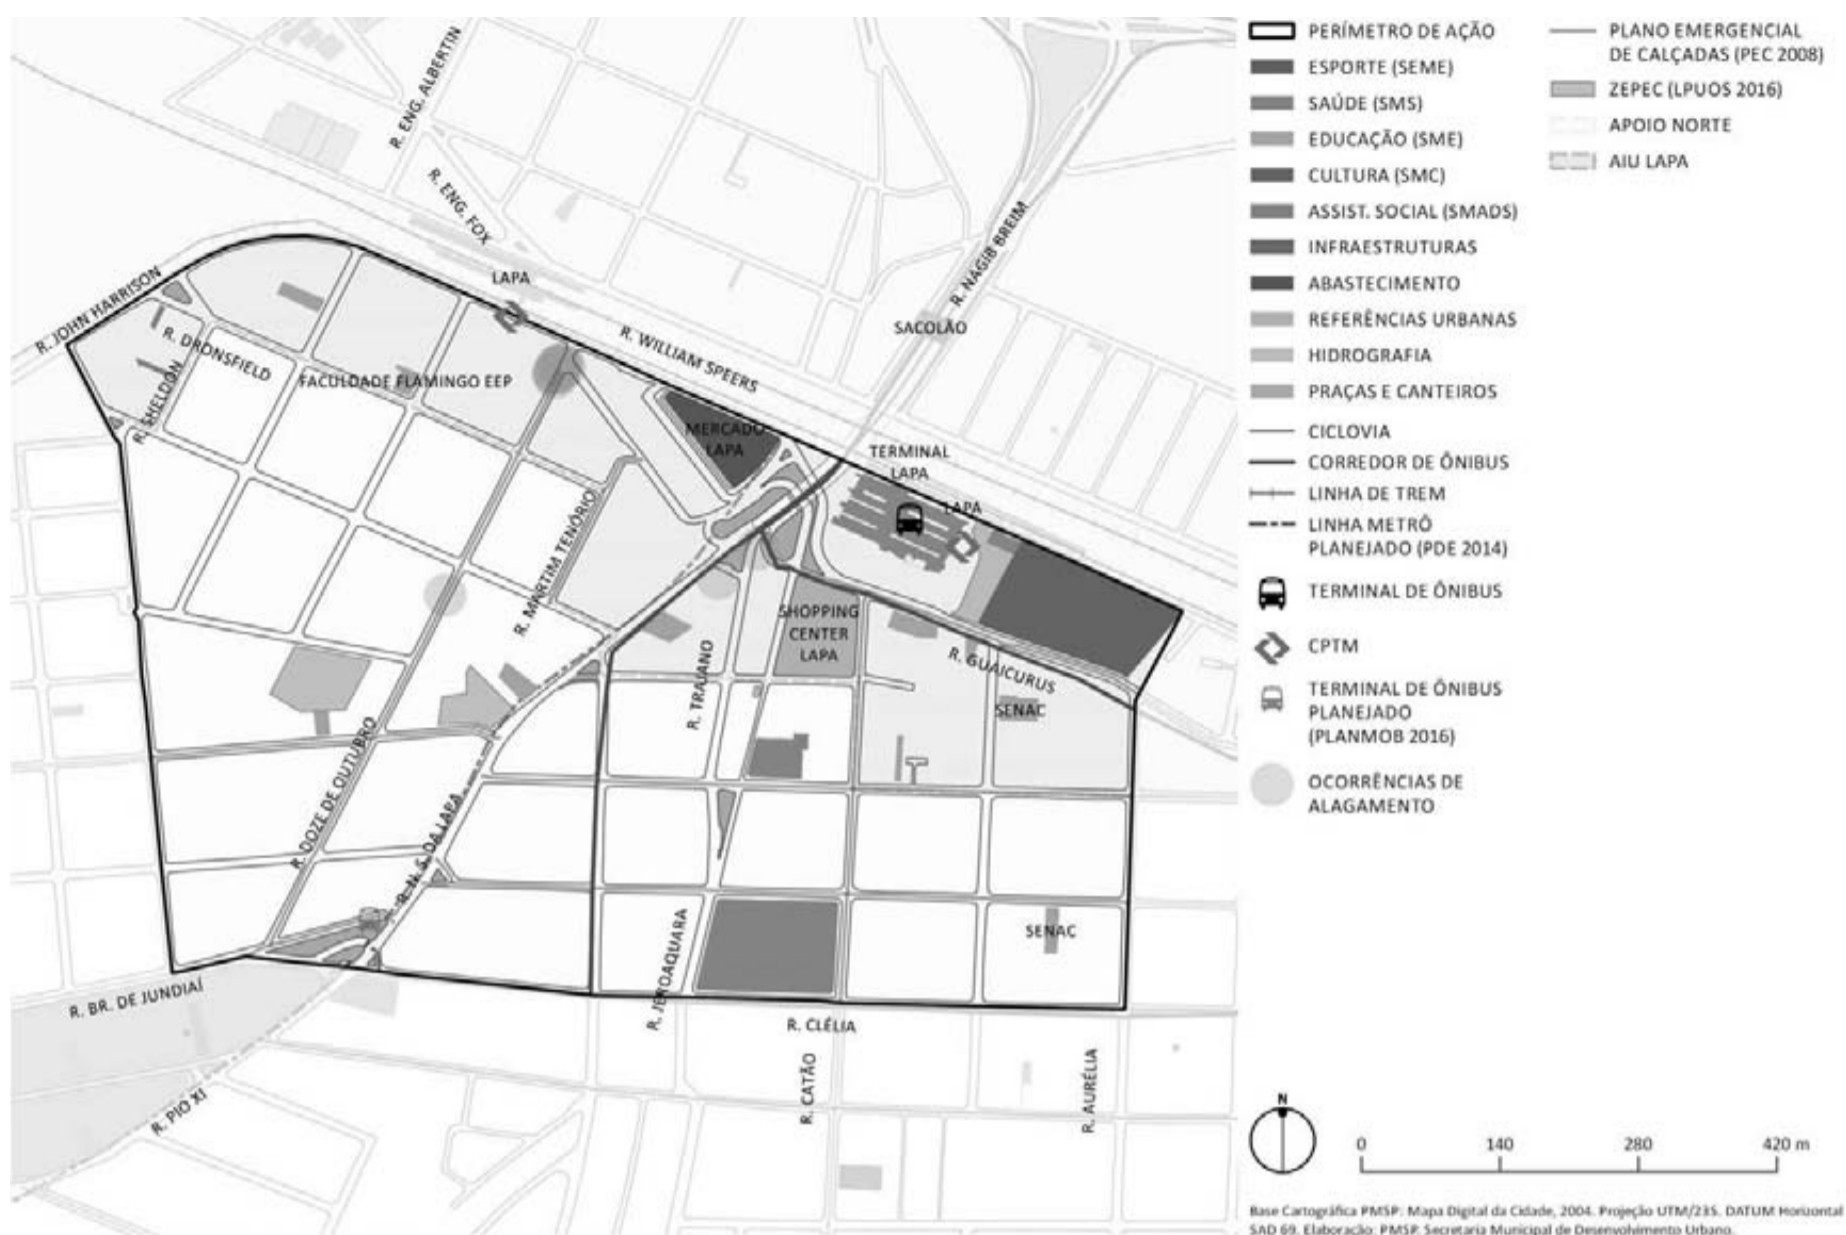 R. ENG. ALBERTIN
R. ENG. FOX
LAPA
R. JOHN HARRISON
R. DRONSFIELD
R. SHELDON
FACULDADE FLAMINGO EEP
R. WILLIAM SPEERS
R. NAGIB BREIM
SACOLÃO
MERCADO
LAPA
TERMINAL
LAPA
LAPA
R. MARTIM TENÓRIO
SHOPPING
CENTER
LAPA
R. TRAJANO
R. GUAICURUS
SENAC
R. DOZE DE OUTUBRO
R. N. S. DA LAPA
SENAC
R. JEROAQUARA
R. BR. DE JUNDIAÍ
R. CLÉLIA
R. CATÃO
R. AURÉLIA
R. PIO XI
PERÍMETRO DE AÇÃO
ESPORTE (SEME)
SAÚDE (SMS)
EDUCAÇÃO (SME)
CULTURA (SMC)
ASSIST. SOCIAL (SMADS)
INFRAESTRUTURAS
ABASTECIMENTO
REFERÊNCIAS URBANAS
HIDROGRAFIA
PRAÇAS E CANTEIROS
CICLOVIA
CORREDOR DE ÔNIBUS
LINHA DE TREM
LINHA METRÔ
PLANEJADO (PDE 2014)
TERMINAL DE ÔNIBUS
CPTM
TERMINAL DE ÔNIBUS
PLANEJADO
(PLANMOB 2016)
OCORRÊNCIAS DE
ALAGAMENTO
PLANO EMERGENCIAL
DE CALÇADAS (PEC 2008)
ZEPEC (LPUOS 2016)
APOIO NORTE
AIU LAPA
N
0 140 280 420 m
Base Cartográfica PMSP: Mapa Digital da Cidade, 2004. Projeção UTM/23S. DATUM Horizontal
SAD 69. Elaboração: PMSP. Secretaria Municipal de Desenvolvimento Urbano.